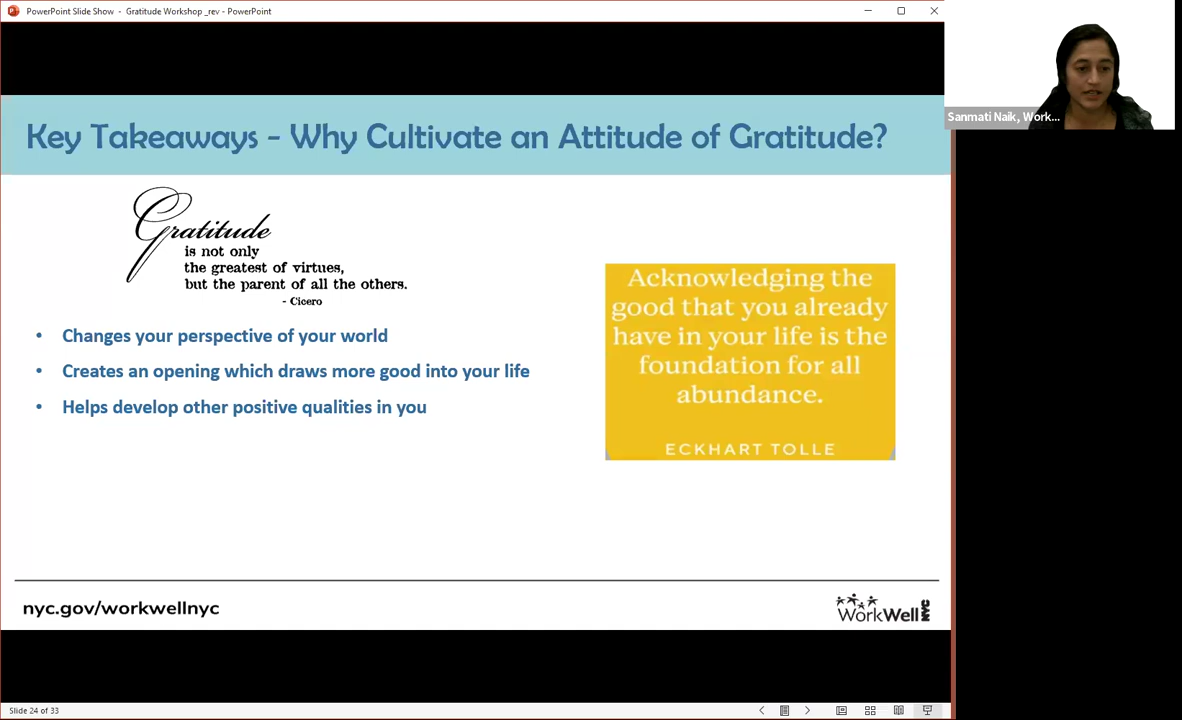 PowerPoint Slide Show - Gratitude Workshop _rev - PowerPoint
Sanmati Naik, Work...
Key Takeaways - Why Cultivate an Attitude of Gratitude?
Gratitude
is not only
the greatest of virtues,
but the parent of all the others.
- Cicero
• Changes your perspective of your world
• Creates an opening which draws more good into your life
• Helps develop other positive qualities in you
Acknowledging the
good that you already
have in your life is the
foundation for all
abundance.
ECKHART TOLLE
nyc.gov/workwellnyc
WorkWell NYC
Slide 24 of 33